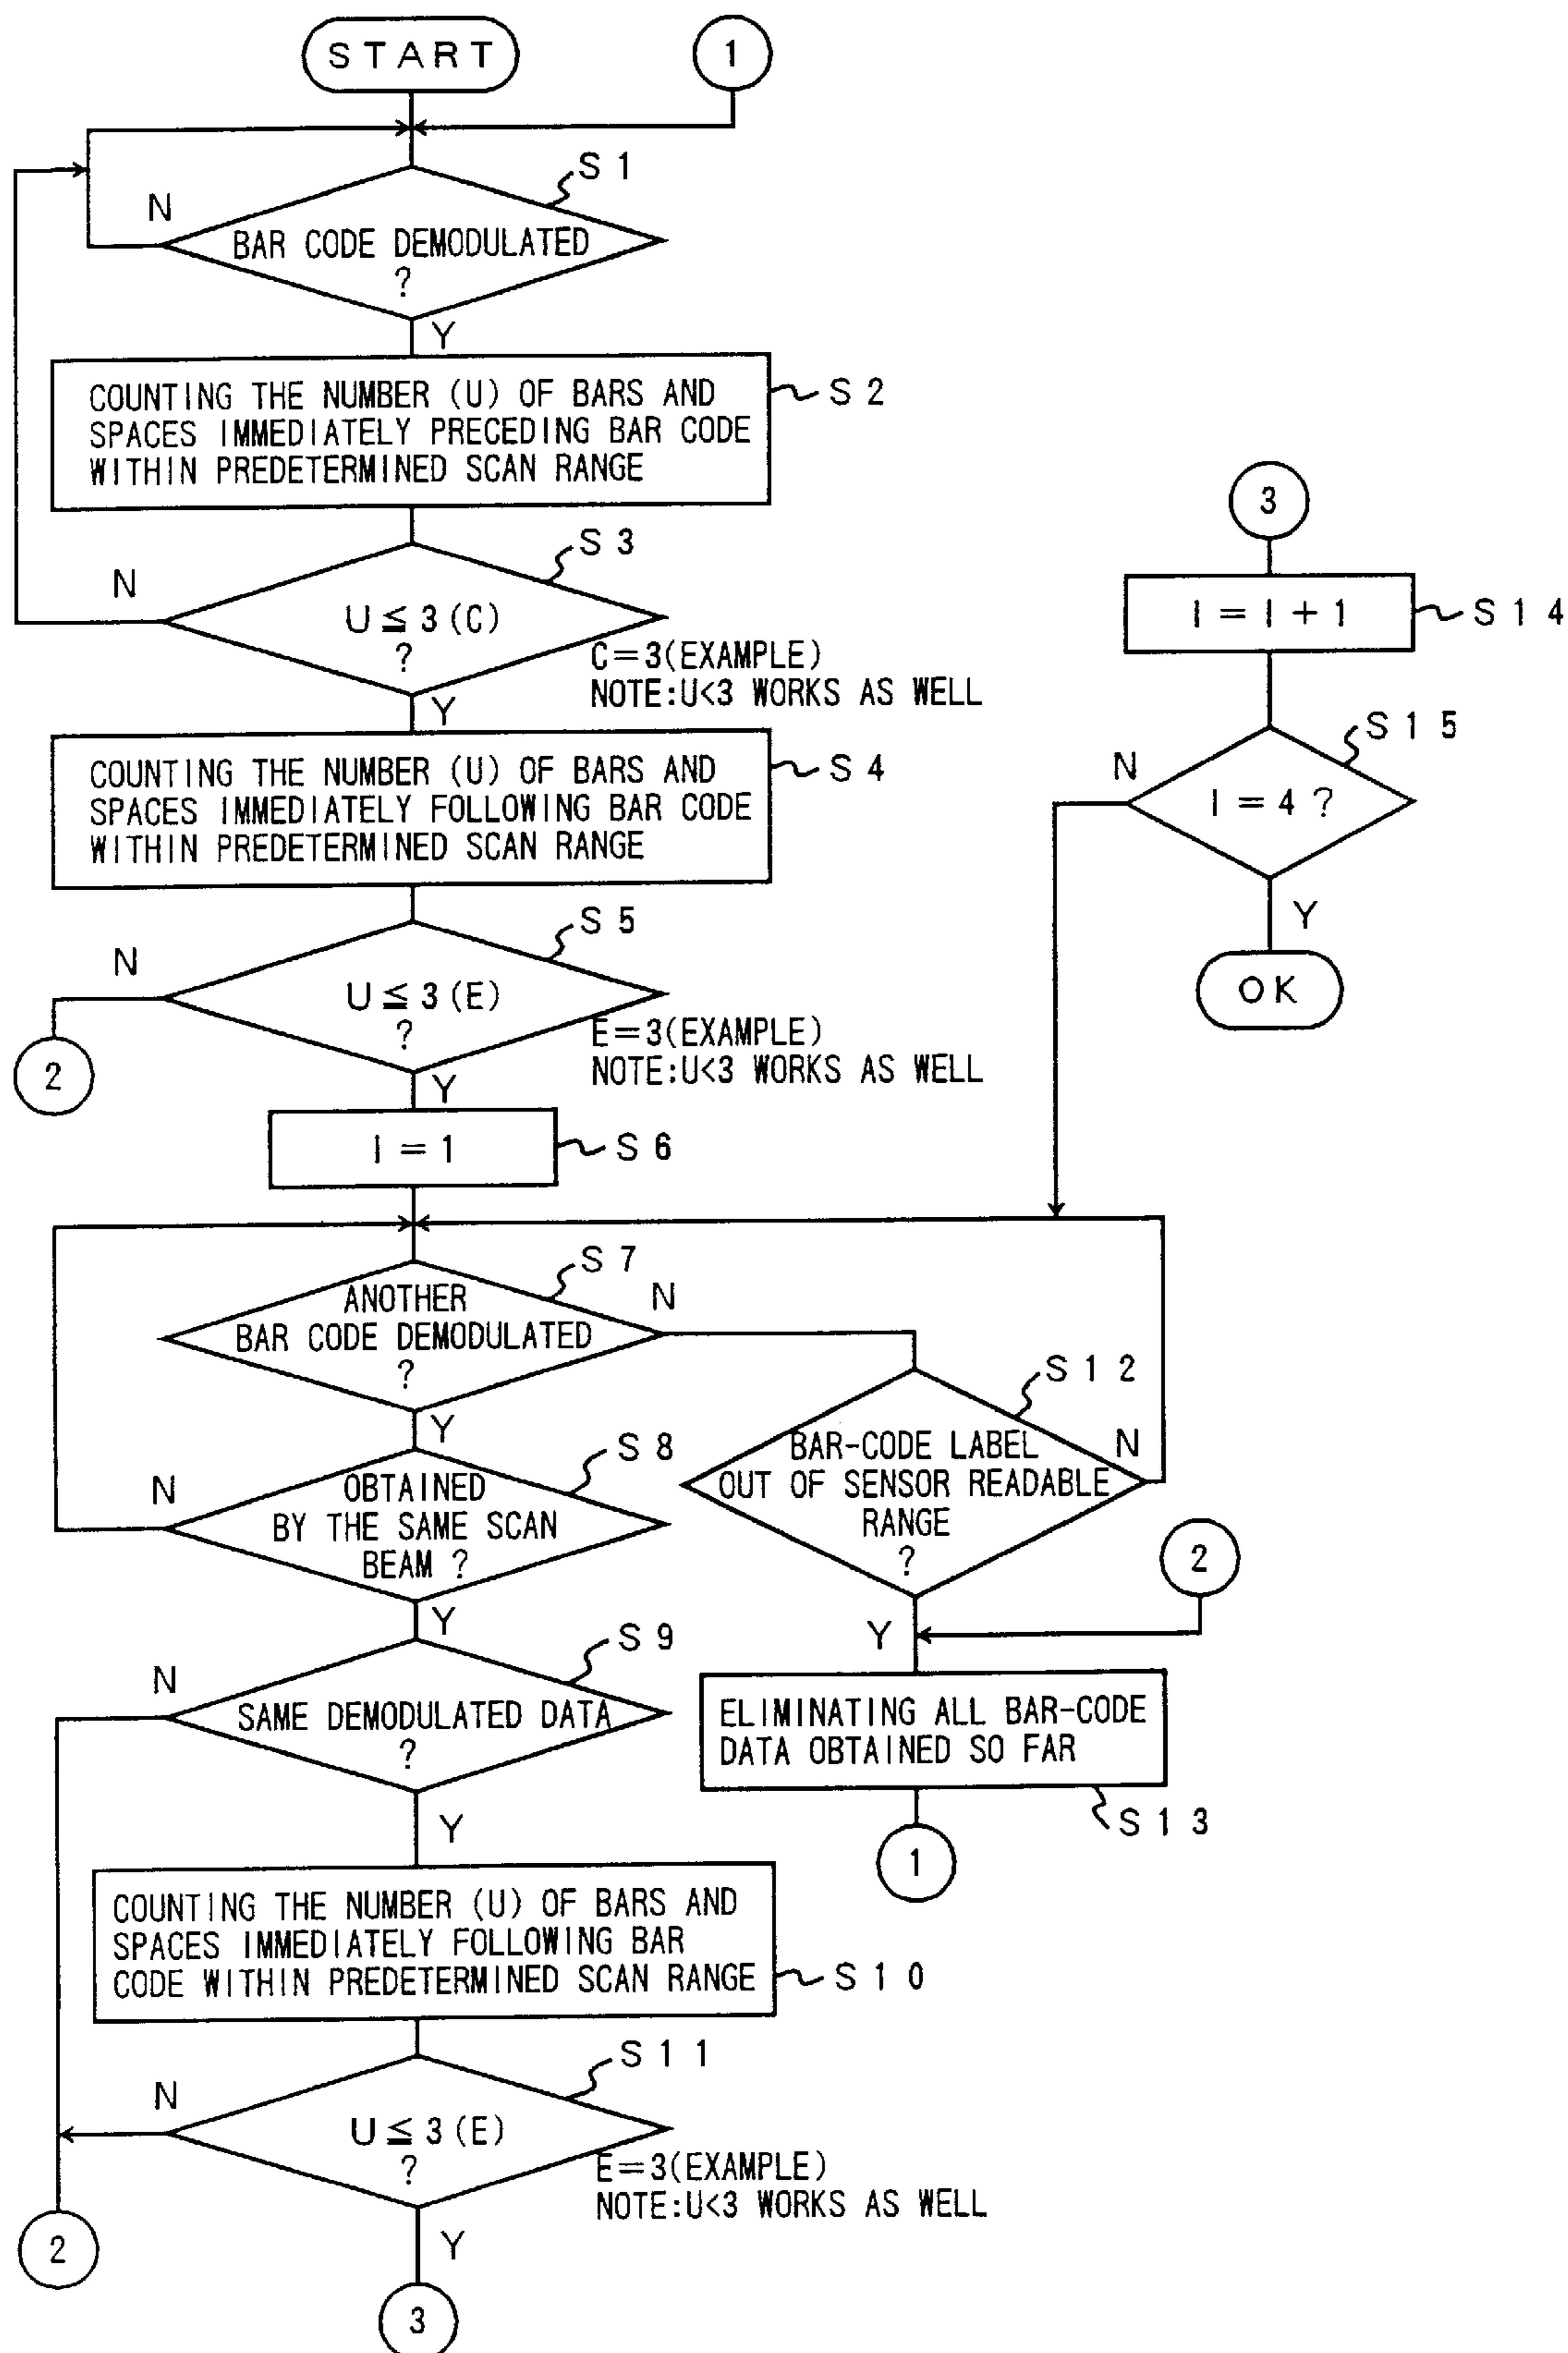 START
1
S1
N
BAR CODE DEMODULATED
?
Y
COUNTING THE NUMBER (U) OF BARS AND
SPACES IMMEDIATELY PRECEDING BAR CODE
WITHIN PREDETERMINED SCAN RANGE
S2
S3
N
U≦3(C)
?
C=3(EXAMPLE)
NOTE:U<3 WORKS AS WELL
Y
COUNTING THE NUMBER (U) OF BARS AND
SPACES IMMEDIATELY FOLLOWING BAR CODE
WITHIN PREDETERMINED SCAN RANGE
S4
S5
N
U≦3(E)
?
E=3(EXAMPLE)
NOTE:U<3 WORKS AS WELL
2
Y
I=1
S6
S7
ANOTHER
BAR CODE DEMODULATED
?
N
Y
S8
N
OBTAINED
BY THE SAME SCAN
BEAM ?
Y
S9
N
SAME DEMODULATED DATA
?
Y
COUNTING THE NUMBER (U) OF BARS AND
SPACES IMMEDIATELY FOLLOWING BAR
CODE WITHIN PREDETERMINED SCAN RANGE
S10
S11
N
U≦3(E)
?
E=3(EXAMPLE)
NOTE:U<3 WORKS AS WELL
2
Y
3
S12
BAR-CODE LABEL
OUT OF SENSOR READABLE
RANGE
?
N
Y
2
ELIMINATING ALL BAR-CODE
DATA OBTAINED SO FAR
S13
1
3
I=I+1
S14
S15
N
I=4?
Y
OK